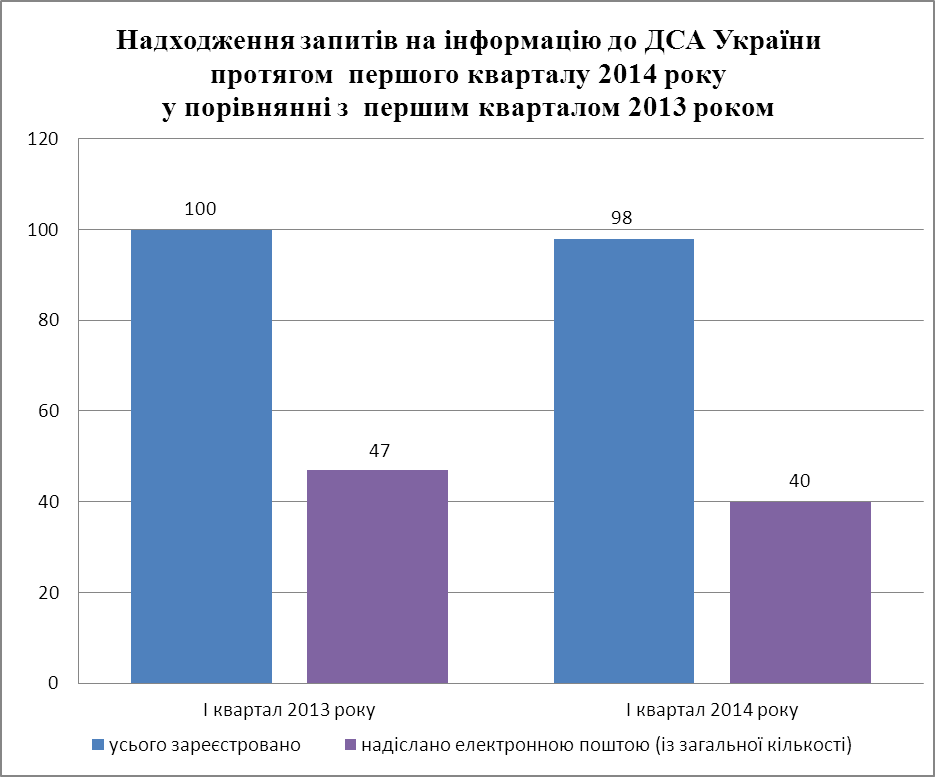 Надходження запитів на інформацію до ДСА України
протягом  першого кварталу 2014 року
у порівнянні з  першим кварталом 2013 роком
120
100
80
60
40
20
0
100
47
98
40
І квартал 2013 року
І квартал 2014 року
усього зареєстровано
надіслано електронною поштою (із загальної кількості)